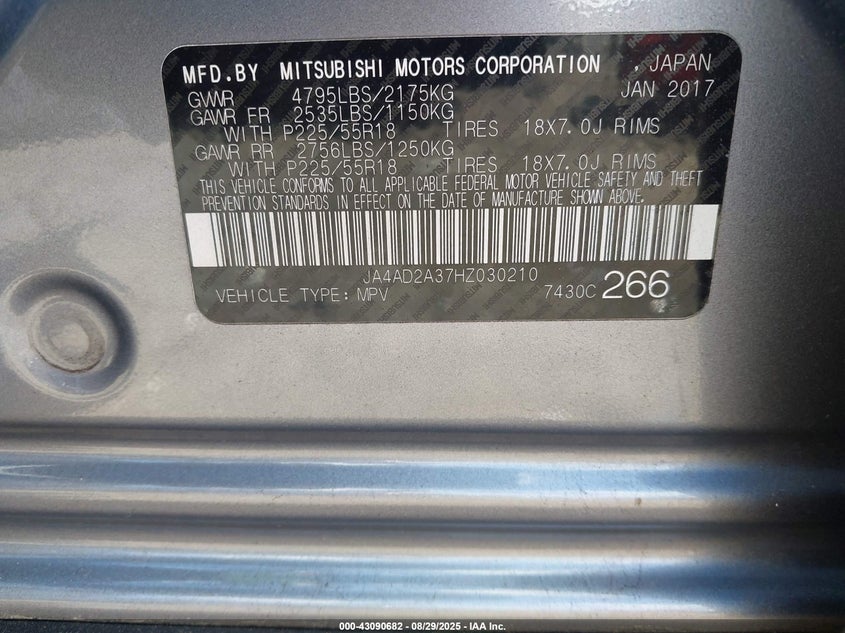 MFD.BY MITSUBISHI MOTORS CORPORATION , JAPAN
GVWR 4795LBS/2175KG JAN 2017
GAWR FR 2535LBS/1150KG
WITH P225/55R18 TIRES 18X7.0J RIMS
GAWR RR 2756LBS/1250KG
WITH P225/55R18 TIRES 18X7.0J RIMS
THIS VEHICLE CONFORMS TO ALL APPLICABLE FEDERAL MOTOR VEHICLE SAFETY AND THEFT
PREVENTION STANDARDS IN EFFECT ON THE DATE OF MANUFACTURE SHOWN ABOVE.
JA4AD2A37HZ030210
VEHICLE TYPE: MPV 7430C 266
000-43090682 - 08/29/2025 - IAA Inc.